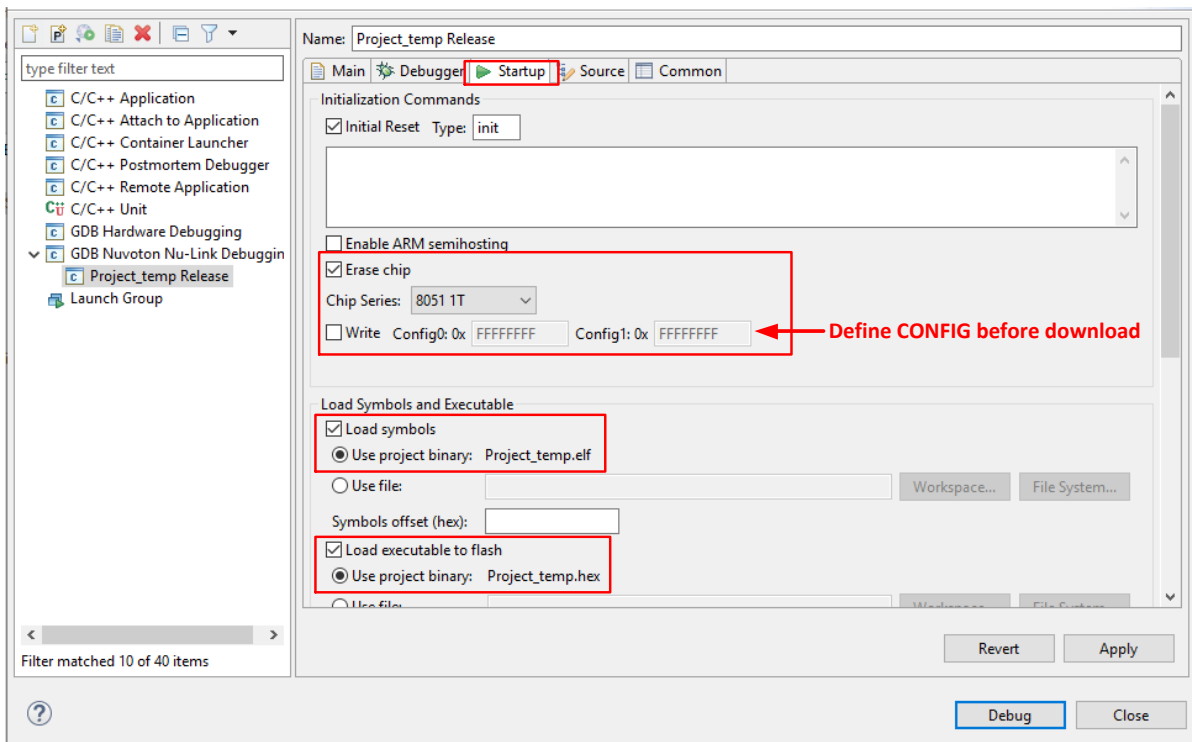 Name: Project_temp Release
type filter text
Main Debugger Startup Source Common
C/C++ Application
C/C++ Attach to Application
C/C++ Container Launcher
C/C++ Postmortem Debugger
C/C++ Remote Application
C/C++ Unit
GDB Hardware Debugging
GDB Nuvoton Nu-Link Debuggin
Project_temp Release
Launch Group
Filter matched 10 of 40 items
Initialization Commands
Initial Reset Type: init
Enable ARM semihosting
Erase chip
Chip Series: 8051 1T
Write Config0: 0x FFFFFFFF Config1: 0x FFFFFFFF
Define CONFIG before download
Load Symbols and Executable
Load symbols
Use project binary: Project_temp.elf
Use file: Workspace... File System...
Symbols offset (hex):
Load executable to flash
Use project binary: Project_temp.hex
Use file: Workspace... File System...
Revert Apply
Debug Close